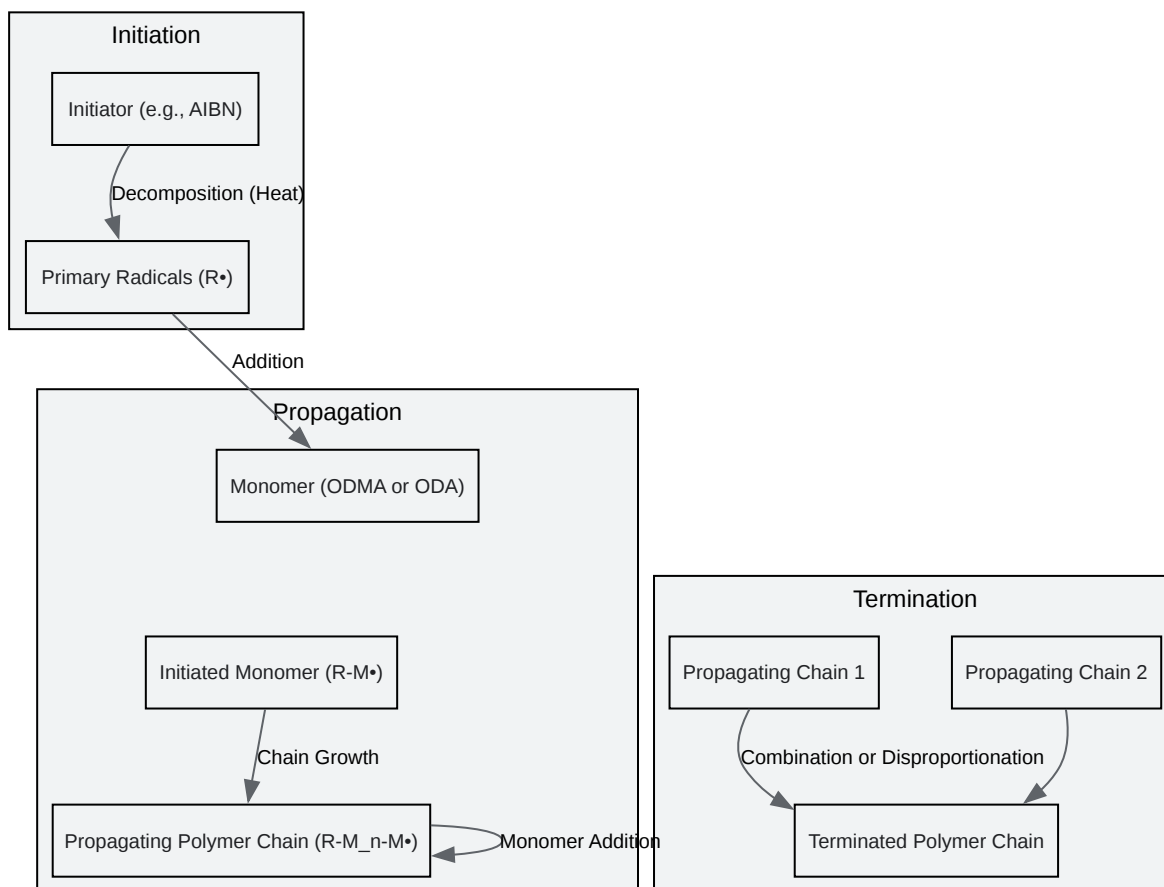 Initiation
Initiator (e.g., AIBN)
Decomposition (Heat)
Primary Radicals (R•)
Addition
Propagation
Monomer (ODMA or ODA)
Initiated Monomer (R-M•)
Chain Growth
Propagating Polymer Chain (R-M_n-M•)
Monomer Addition
Termination
Propagating Chain 1
Propagating Chain 2
Combination or Disproportionation
Terminated Polymer Chain